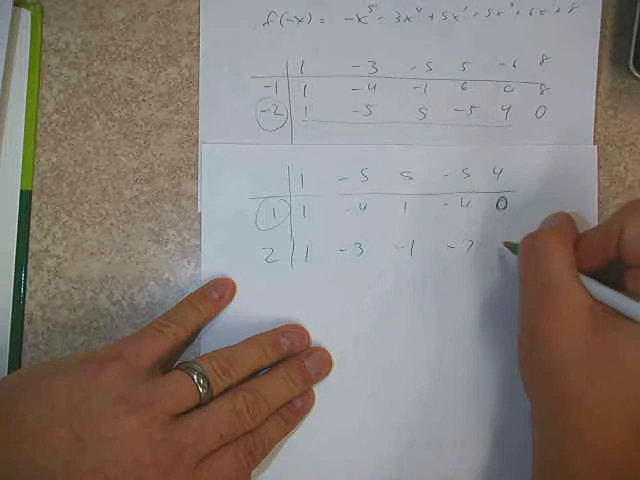 f(-x) = -x⁵ - 3x⁴ + 5x³ + 5x² + 6x + 8
1 -3 -5 5 -6 8
-1 1 -4 -1 6 0 8
-2 1 -5 5 -5 4 0
1 -5 5 -5 4
1 1 -4 1 -4 0
2 1 -3 -1 -7